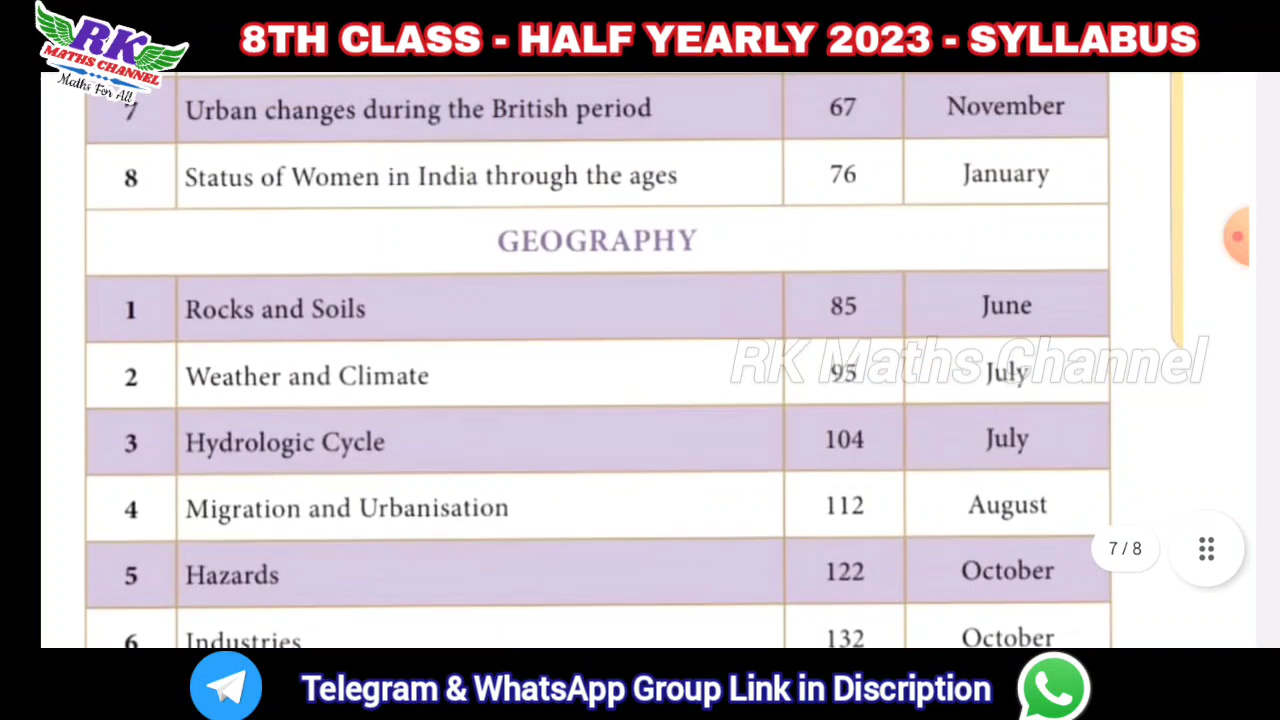 RK
MATHS CHANNEL
Maths For All
8TH CLASS - HALF YEARLY 2023 - SYLLABUS
7 Urban changes during the British period 67 November
8 Status of Women in India through the ages 76 January
GEOGRAPHY
1 Rocks and Soils 85 June
RK Maths Channel
2 Weather and Climate 95 July
3 Hydrologic Cycle 104 July
4 Migration and Urbanisation 112 August
7 / 8
5 Hazards 122 October
6 Industries 132 October
Telegram & WhatsApp Group Link in Discription